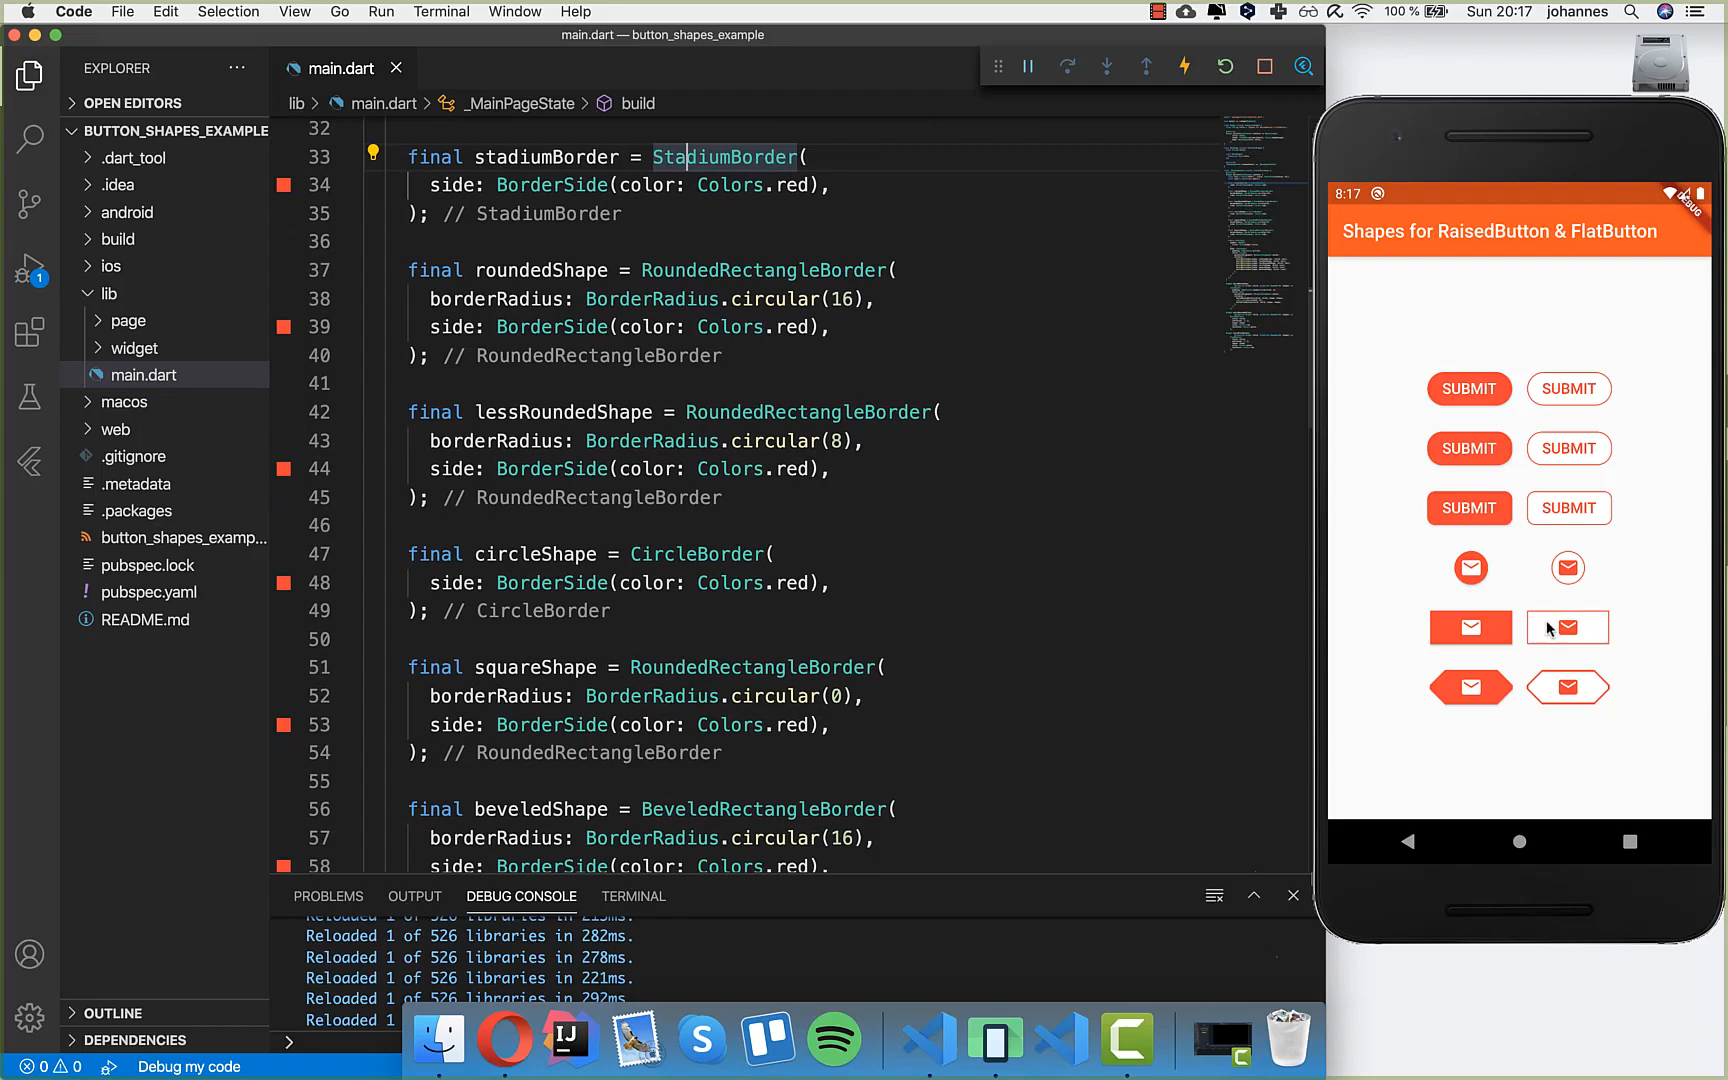 Code File Edit Selection View Go Run Terminal Window Help
100 % Sun 20:17 johannes
main.dart — button_shapes_example
EXPLORER
OPEN EDITORS
BUTTON_SHAPES_EXAMPLE
.dart_tool
.idea
android
build
ios
lib
page
widget
main.dart
macos
web
.gitignore
.metadata
.packages
button_shapes_examp...
pubspec.lock
pubspec.yaml
README.md
OUTLINE
DEPENDENCIES
1
main.dart
lib > main.dart > _MainPageState > build
32
33 final stadiumBorder = StadiumBorder(
34 side: BorderSide(color: Colors.red),
35 ); // StadiumBorder
36
37 final roundedShape = RoundedRectangleBorder(
38 borderRadius: BorderRadius.circular(16),
39 side: BorderSide(color: Colors.red),
40 ); // RoundedRectangleBorder
41
42 final lessRoundedShape = RoundedRectangleBorder(
43 borderRadius: BorderRadius.circular(8),
44 side: BorderSide(color: Colors.red),
45 ); // RoundedRectangleBorder
46
47 final circleShape = CircleBorder(
48 side: BorderSide(color: Colors.red),
49 ); // CircleBorder
50
51 final squareShape = RoundedRectangleBorder(
52 borderRadius: BorderRadius.circular(0),
53 side: BorderSide(color: Colors.red),
54 ); // RoundedRectangleBorder
55
56 final beveledShape = BeveledRectangleBorder(
57 borderRadius: BorderRadius.circular(16),
58 side: BorderSide(color: Colors.red),
PROBLEMS OUTPUT DEBUG CONSOLE TERMINAL
Reloaded 1 of 526 libraries in 213ms.
Reloaded 1 of 526 libraries in 282ms.
Reloaded 1 of 526 libraries in 278ms.
Reloaded 1 of 526 libraries in 221ms.
Reloaded 1 of 526 libraries in 292ms.
Reloaded 1
0 0 Debug my code
8:17
DEBUG
Shapes for RaisedButton & FlatButton
SUBMIT SUBMIT
SUBMIT SUBMIT
SUBMIT SUBMIT
IJ
S